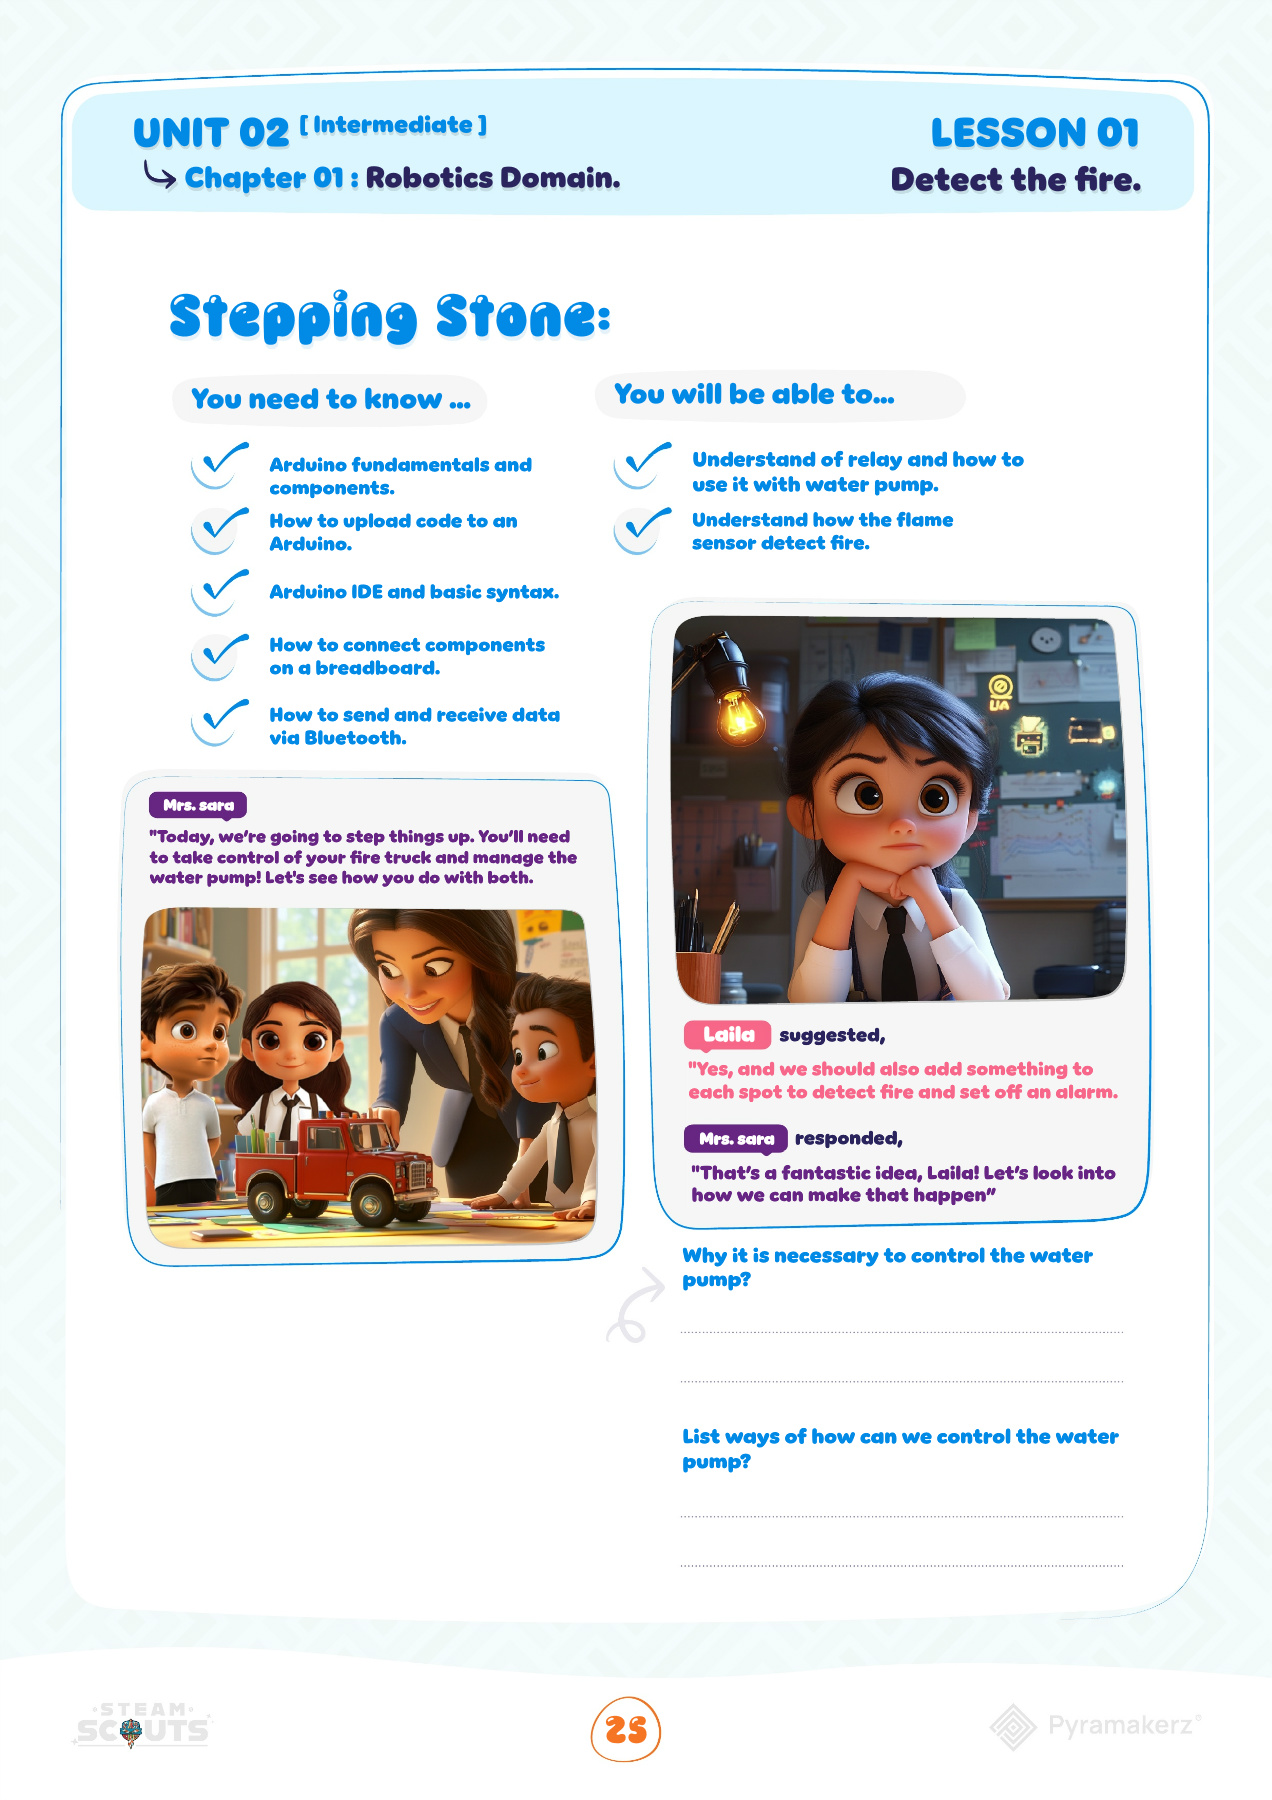 UNIT 02 [ Intermediate ]
Chapter 01 : Robotics Domain.
LESSON 01
Detect the fire.
Stepping Stone:
You need to know ...
Arduino fundamentals and
components.
How to upload code to an
Arduino.
Arduino IDE and basic syntax.
How to connect components
on a breadboard.
How to send and receive data
via Bluetooth.
You will be able to...
Understand of relay and how to
use it with water pump.
Understand how the flame
sensor detect fire.
Mrs. sara
"Today, we're going to step things up. You'll need
to take control of your fire truck and manage the
water pump! Let's see how you do with both.
Laila suggested,
"Yes, and we should also add something to
each spot to detect fire and set off an alarm.
Mrs. sara responded,
"That's a fantastic idea, Laila! Let's look into
how we can make that happen”
Why it is necessary to control the water
pump?
List ways of how can we control the water
pump?
STEAM
SCOUTS
25
Pyramakerz